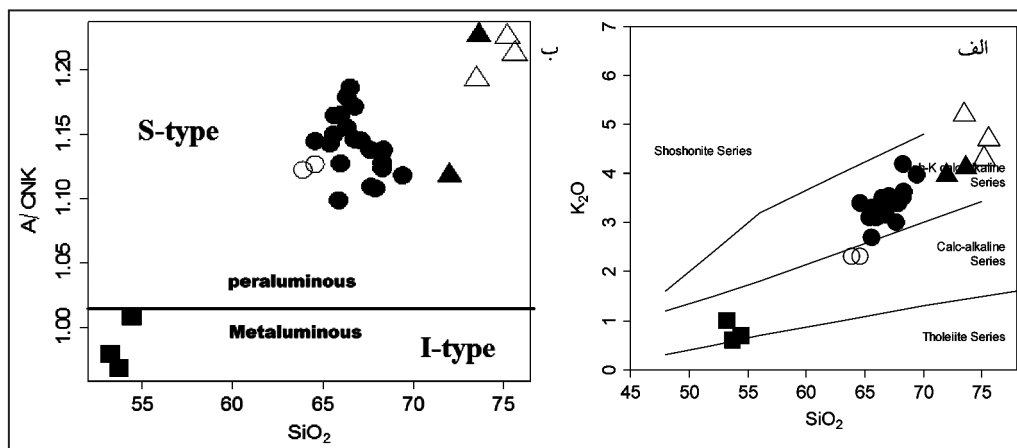 ب
A/CNK
1.20
1.15
1.10
1.05
1.00
S-type
peraluminous
Metaluminous
I-type
55
60
65
70
75
SiO2
الف
K2O
7
6
5
4
3
2
1
0
Shoshonite Series
h-K calc-alkaline
Series
Calc-alkaline
Series
Tholeiite Series
45
50
55
60
65
70
75
SiO2